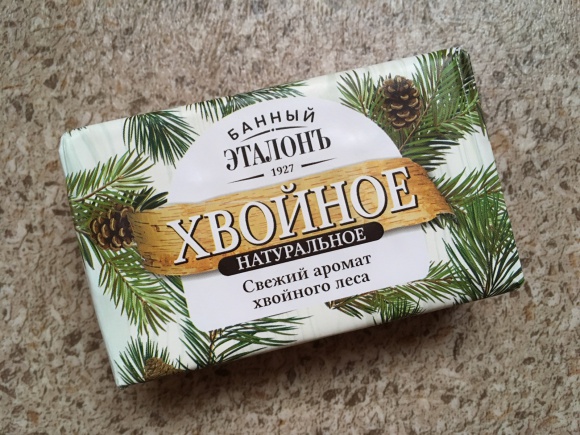 БАННЫЙ
ЭТАЛОНЪ
1927
ХВОЙНОЕ
НАТУРАЛЬНОЕ
Свежий аромат
хвойного леса